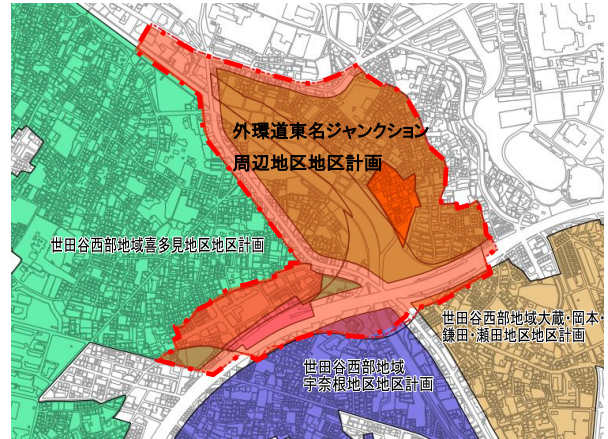 外環道東名ジャンクション
周辺地区地区計画
世田谷西部地域喜多見地区地区計画
世田谷西部地域大蔵・岡本・
鎌田・瀬田地区地区計画
世田谷西部地域
宇奈根地区地区計画